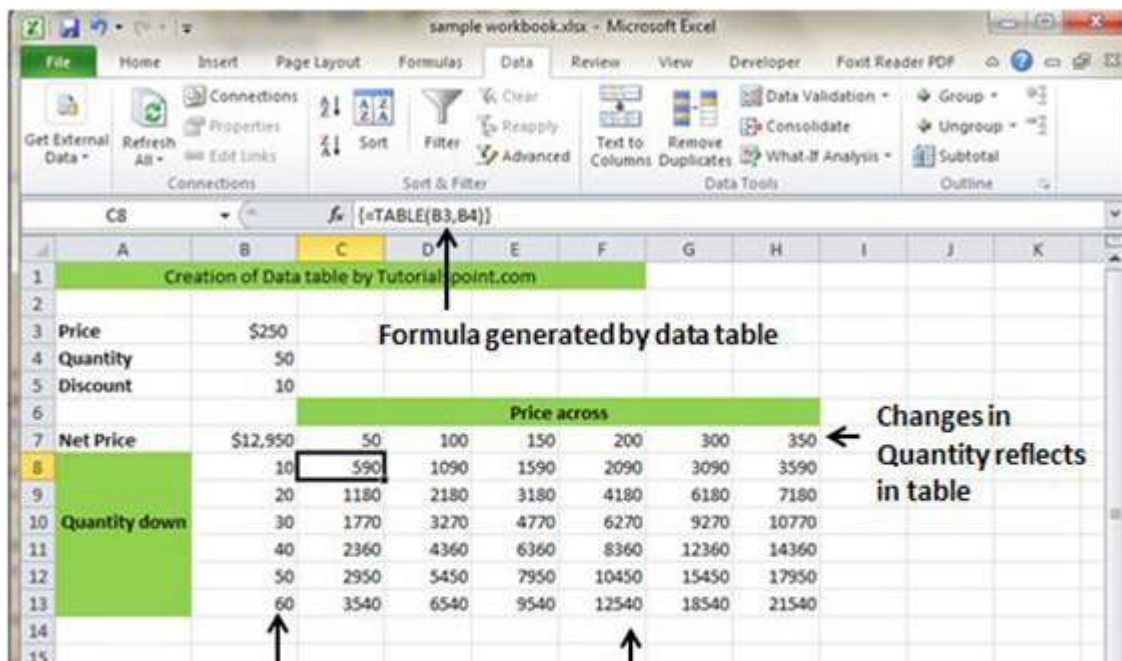 sample workbook.xlsx - Microsoft Excel
File Home Insert Page Layout Formulas Data Review View Developer Foxit Reader PDF
Connections Clear Data Validation Group
Properties Reapply Consolidate Ungroup
Get External Data Refresh All Edit Links Sort Filter Advanced Text to Columns Remove Duplicates What-If Analysis Subtotal
Connections Sort & Filter Data Tools Outline
C8 fx {=TABLE(B3,B4)}
A B C D E F G H I J K
1 Creation of Data table by Tutorialspoint.com
2
Formula generated by data table
3 Price $250
4 Quantity 50
5 Discount 10
6 Price across
7 Net Price $12,950 50 100 150 200 300 350
Changes in
Quantity reflects
in table
8 10 590 1090 1590 2090 3090 3590
9 20 1180 2180 3180 4180 6180 7180
10 Quantity down 30 1770 3270 4770 6270 9270 10770
11 40 2360 4360 6360 8360 12360 14360
12 50 2950 5450 7950 10450 15450 17950
13 60 3540 6540 9540 12540 18540 21540
14
15